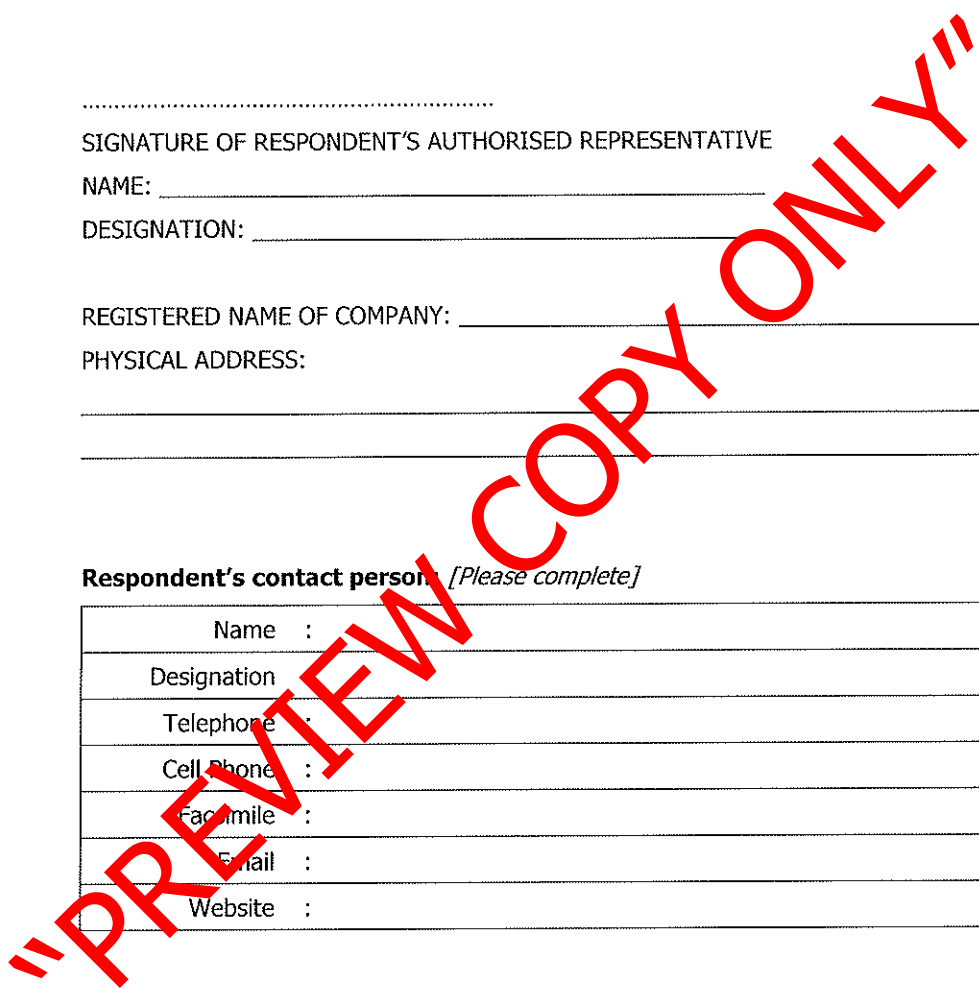 ..................................................................
SIGNATURE OF RESPONDENT'S AUTHORISED REPRESENTATIVE
NAME: 
DESIGNATION: 
REGISTERED NAME OF COMPANY: 
PHYSICAL ADDRESS:
Respondent's contact person: [Please complete]
Name :
Designation
Telephone :
Cell Phone :
Facsimile :
Email :
Website :
"PREVIEW COPY ONLY"